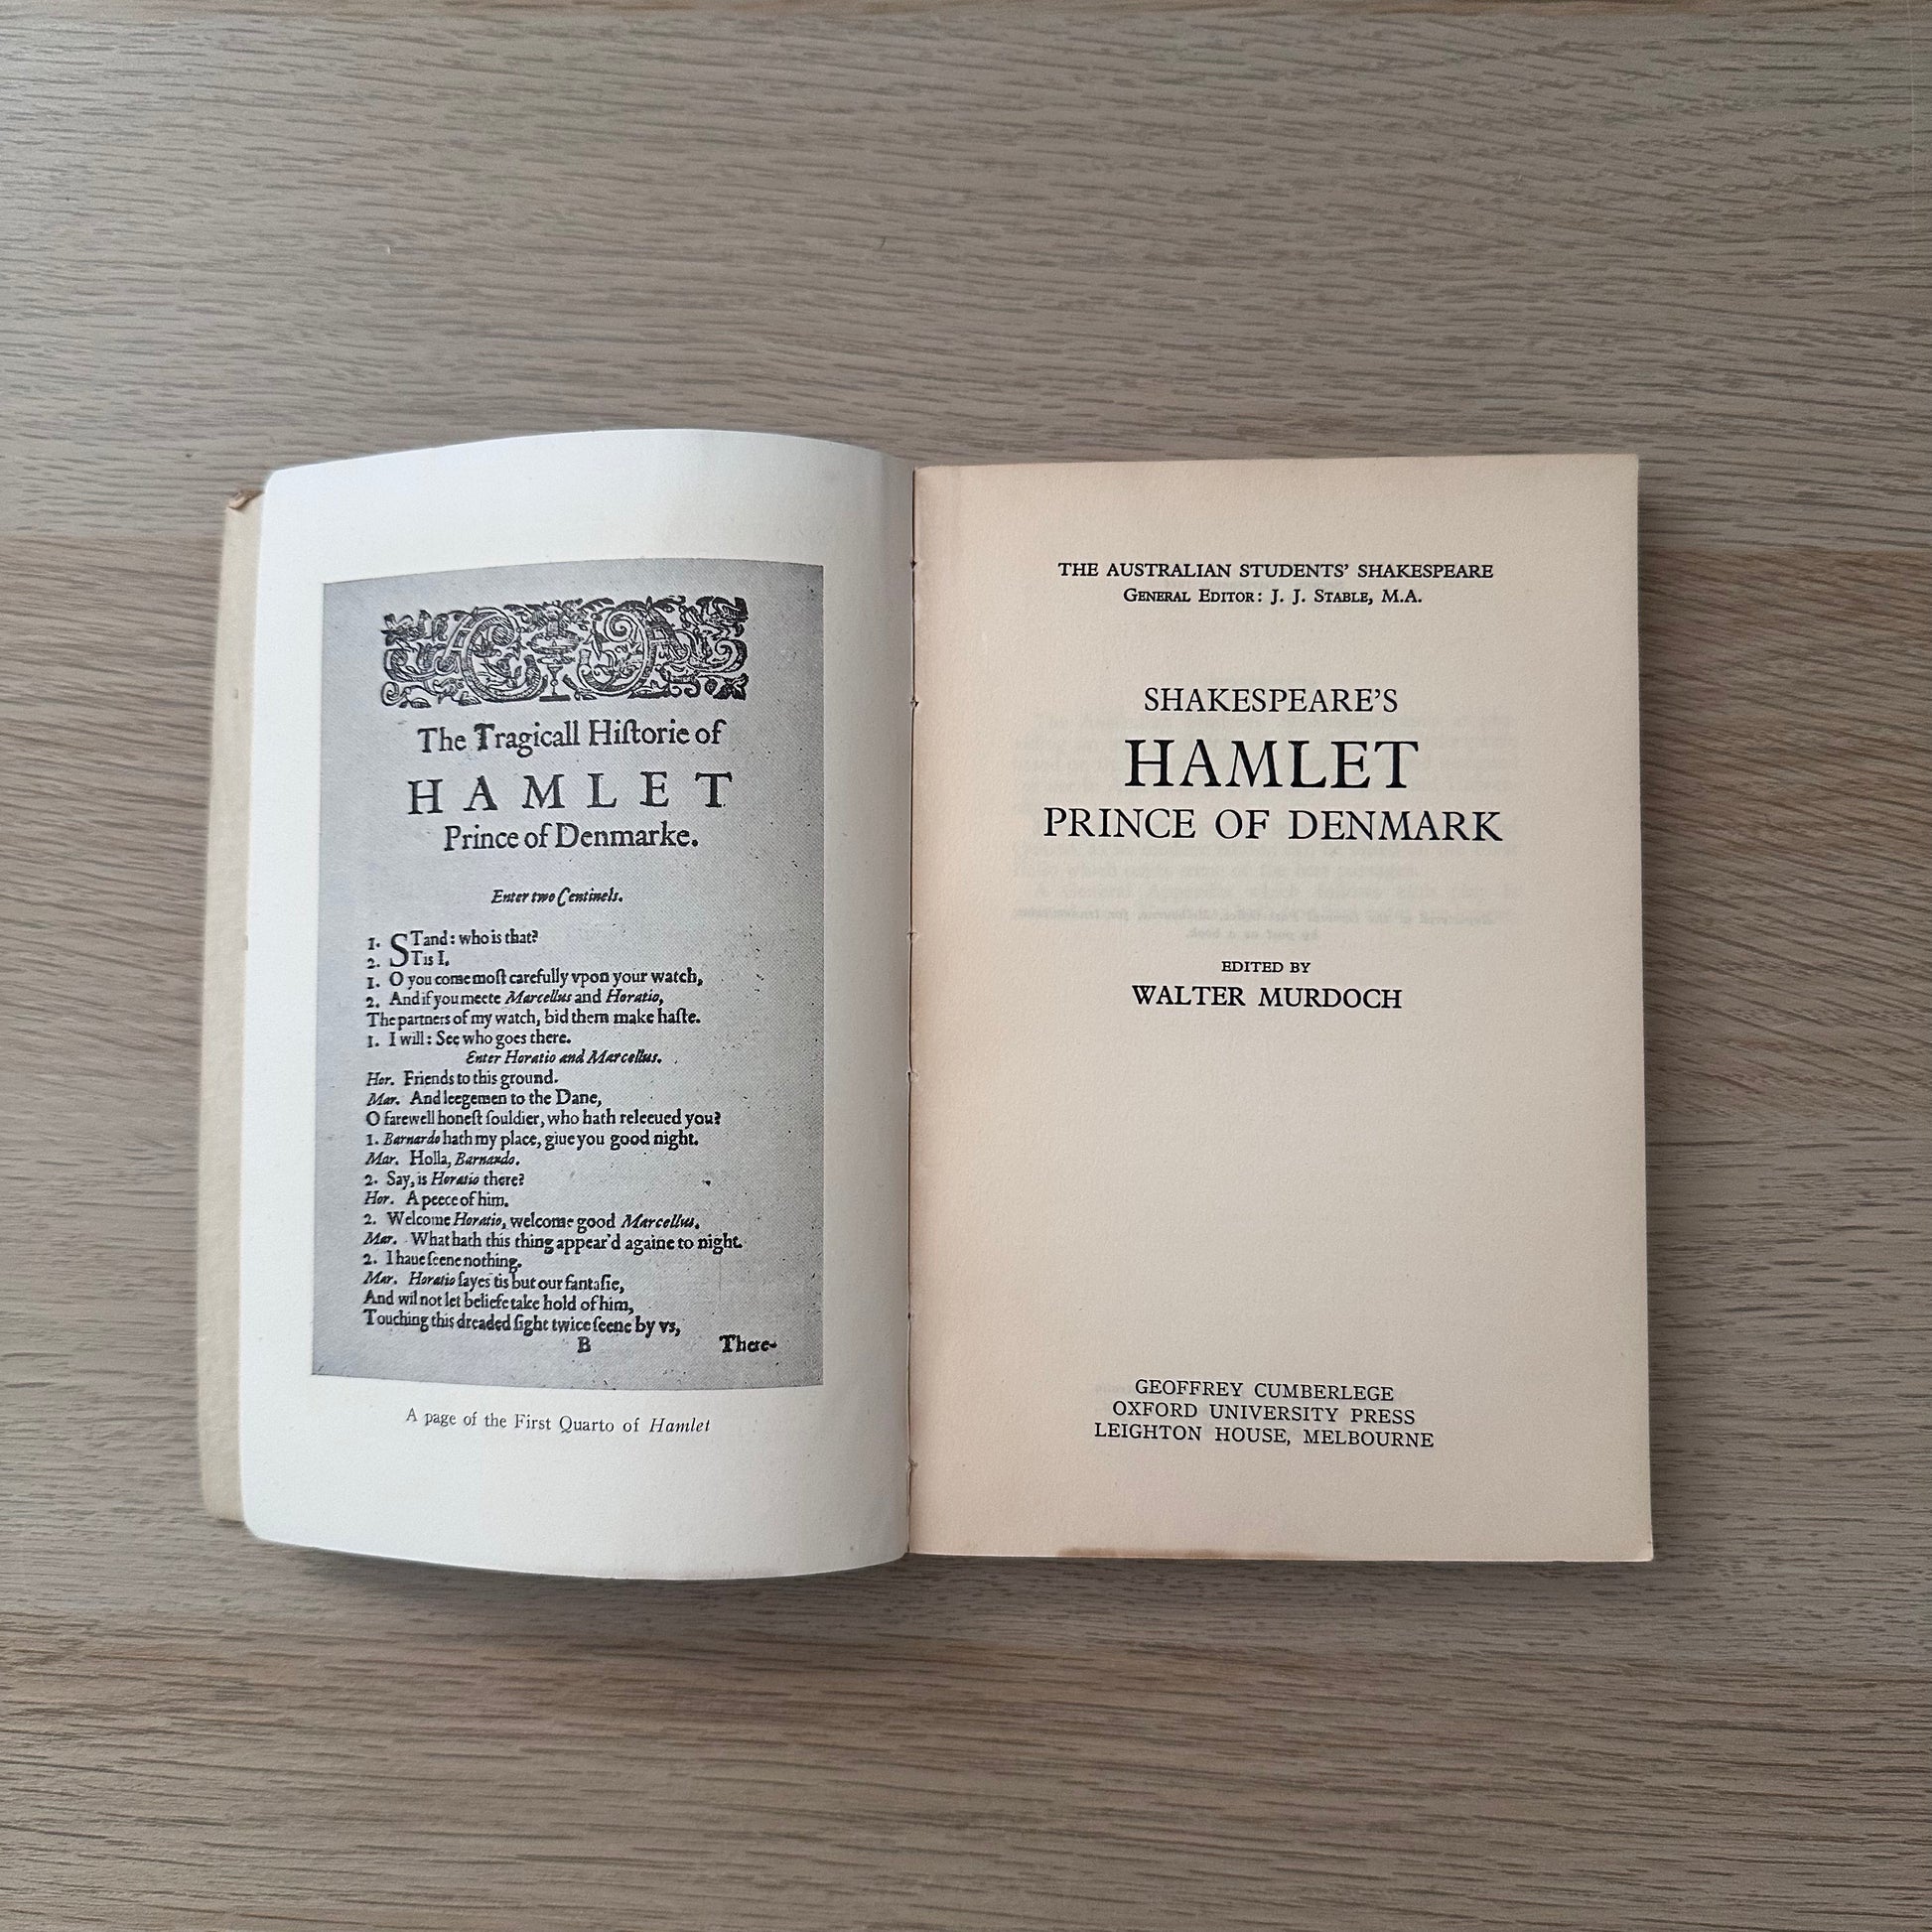 The Tragicall Hiſtorie of
HAMLET
Prince of Denmarke.
Enter two Centinels.
1. STand: who is that?
2. Tis I.
1. O you come moſt carefully vpon your watch,
2. And if you meete Marcellus and Horatio,
The partners of my watch, bid them make haſte.
1. I will: See who goes there.
Enter Horatio and Marcellus.
Hor. Friends to this ground.
Mar. And leegemen to the Dane,
O farewell honeſt ſouldier, who hath releeued you?
1. Barnardo hath my place, giue you good night.
Mar. Holla, Barnardo.
2. Say, is Horatio there?
Hor. A peece of him.
2. Welcome Horatio, welcome good Marcellus.
Mar. What hath this thing appear'd againe to night.
2. I haue ſeene nothing.
Mar. Horatio ſayes tis but our fantaſie,
And wil not let beliefe take hold of him,
Touching this dreaded ſight twice ſeene by vs,
B There-
A page of the First Quarto of Hamlet
THE AUSTRALIAN STUDENTS' SHAKESPEARE
GENERAL EDITOR: J. J. STABLE, M.A.
SHAKESPEARE'S
HAMLET
PRINCE OF DENMARK
EDITED BY
WALTER MURDOCH
GEOFFREY CUMBERLEGE
OXFORD UNIVERSITY PRESS
LEIGHTON HOUSE, MELBOURNE